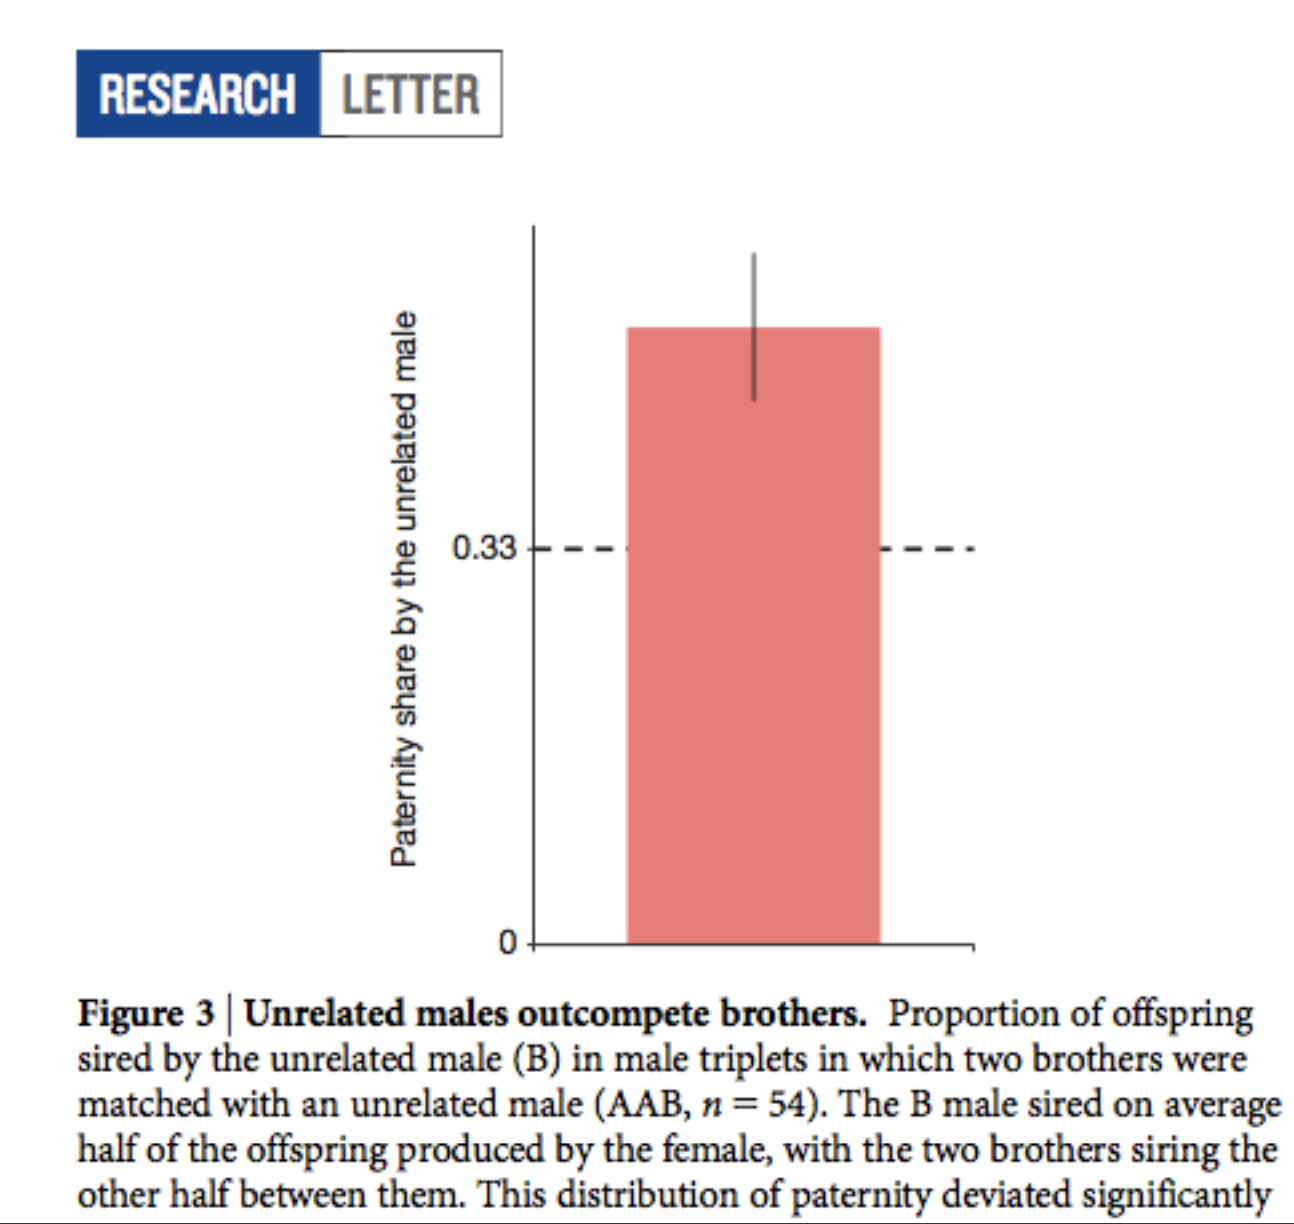 RESEARCH LETTER
Paternity share by the unrelated male
0.33
0
Figure 3 | Unrelated males outcompete brothers. Proportion of offspring
sired by the unrelated male (B) in male triplets in which two brothers were
matched with an unrelated male (AAB, n = 54). The B male sired on average
half of the offspring produced by the female, with the two brothers siring the
other half between them. This distribution of paternity deviated significantly